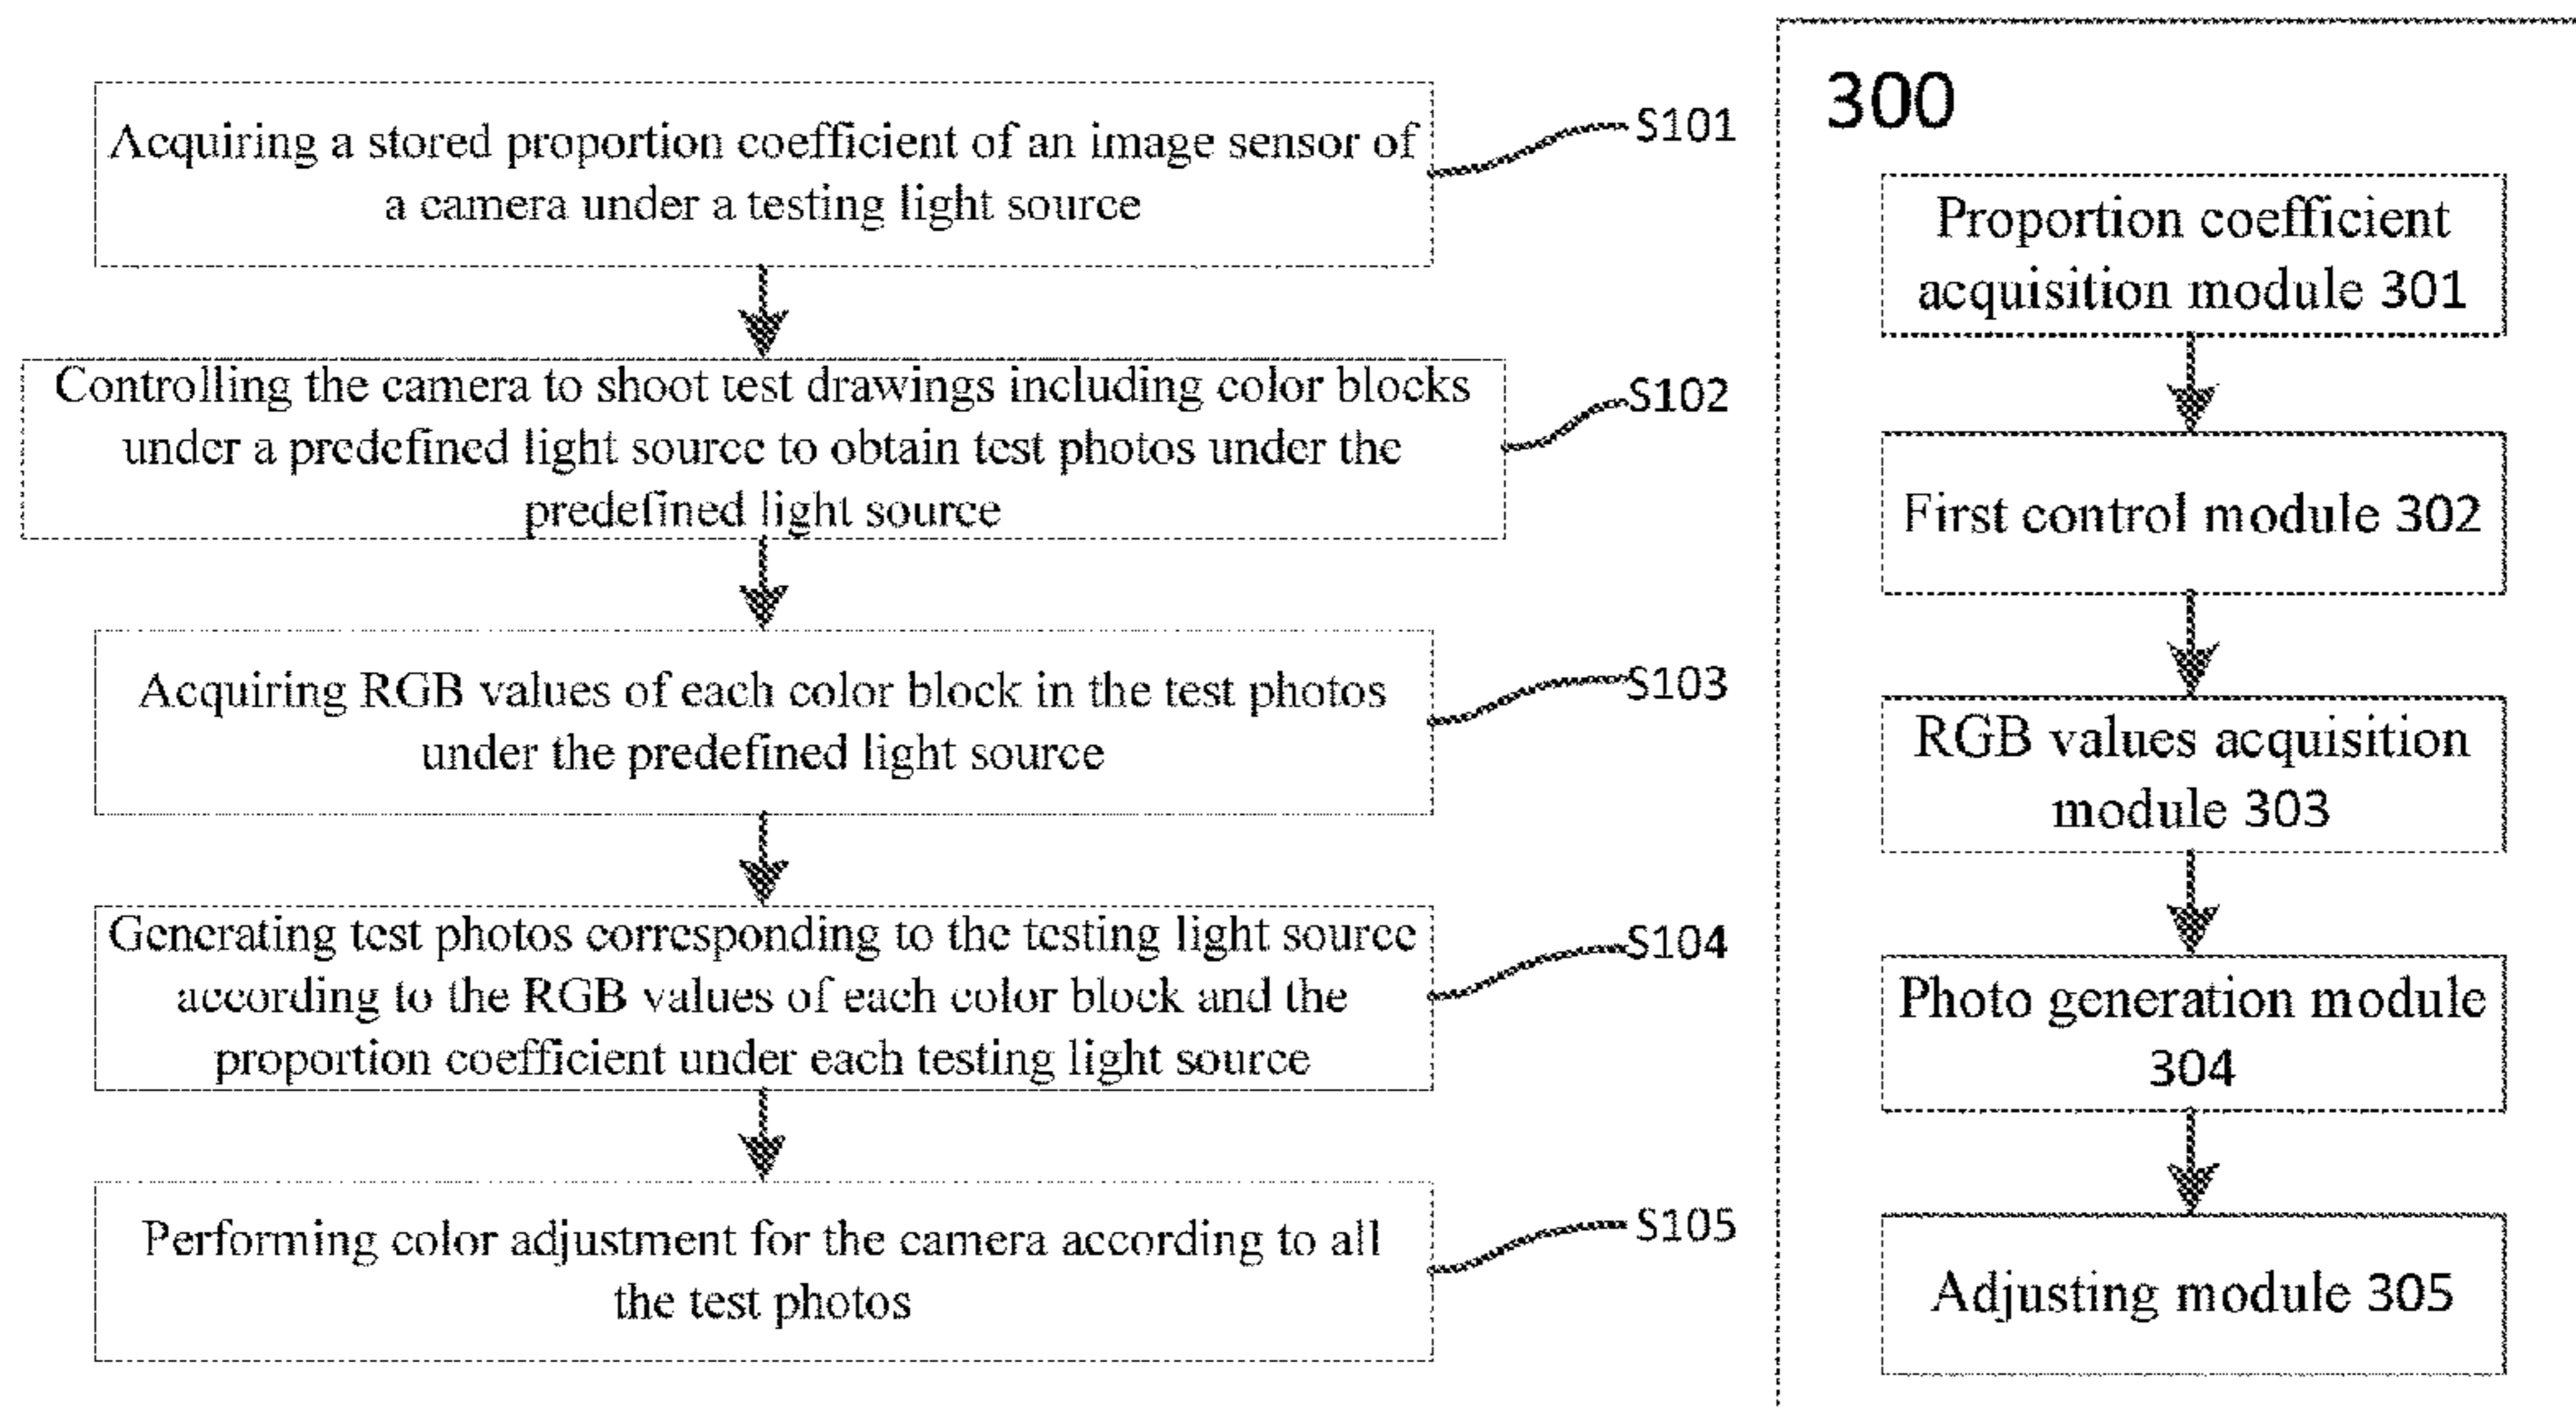 Acquiring a stored proportion coefficient of an image sensor of
a camera under a testing light source
S101
Controlling the camera to shoot test drawings including color blocks
under a predefined light source to obtain test photos under the
predefined light source
S102
Acquiring RGB values of each color block in the test photos
under the predefined light source
S103
Generating test photos corresponding to the testing light source
according to the RGB values of each color block and the
proportion coefficient under each testing light source
S104
Performing color adjustment for the camera according to all
the test photos
S105
300
Proportion coefficient
acquisition module 301
First control module 302
RGB values acquisition
module 303
Photo generation module
304
Adjusting module 305